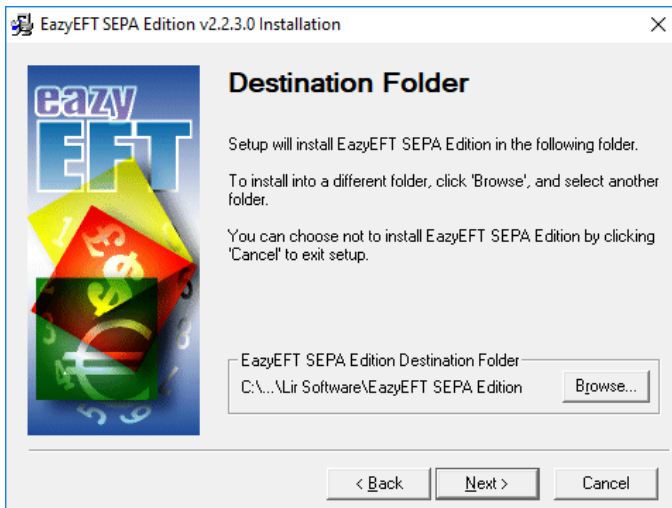 EazyEFT SEPA Edition v2.2.3.0 Installation
eazy
EFT
Destination Folder
Setup will install EazyEFT SEPA Edition in the following folder.
To install into a different folder, click 'Browse', and select another
folder.
You can choose not to install EazyEFT SEPA Edition by clicking
'Cancel' to exit setup.
EazyEFT SEPA Edition Destination Folder
C:\...\Lir Software\EazyEFT SEPA Edition
Browse...
< Back
Next >
Cancel